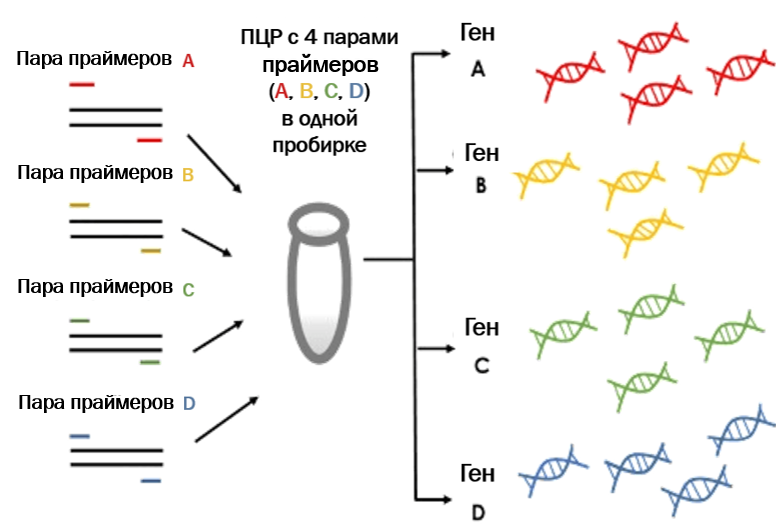 Пара праймеров A
Пара праймеров B
Пара праймеров C
Пара праймеров D
ПЦР с 4 парами
праймеров
(A, B, C, D)
в одной
пробирке
Ген
A
Ген
B
Ген
C
Ген
D